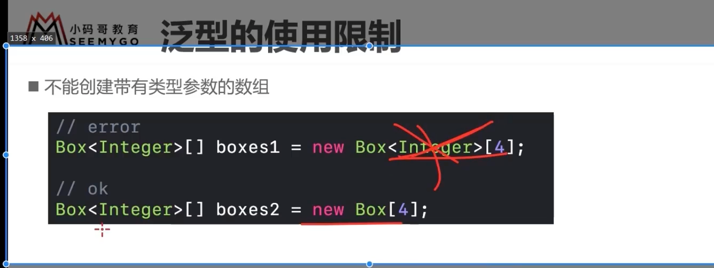 小码哥教育
SEEMYGO
泛型的使用限制
1358 x 406
■ 不能创建带有类型参数的数组
// error
Box<Integer>[] boxes1 = new Box<Integer>[4];
// ok
Box<Integer>[] boxes2 = new Box[4];